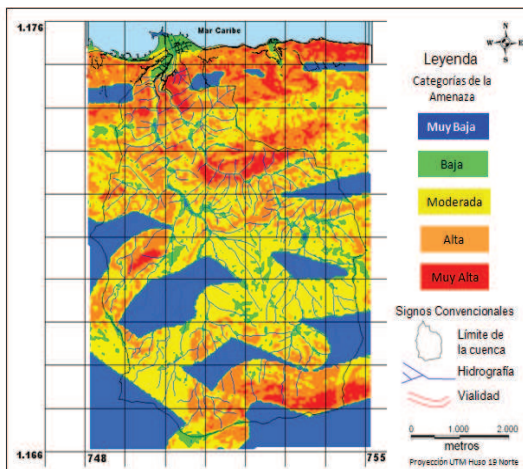 1.176
Mar Caribe
N
W
E
S
Leyenda
Categorías de la
Amenaza
Muy Baja
Baja
Moderada
Alta
Muy Alta
Signos Convencionales
Límite de
la cuenca
Hidrografía
Vialidad
0 1.000 2.000
metros
Proyección UTM Huso 19 Norte
1.166
748
755